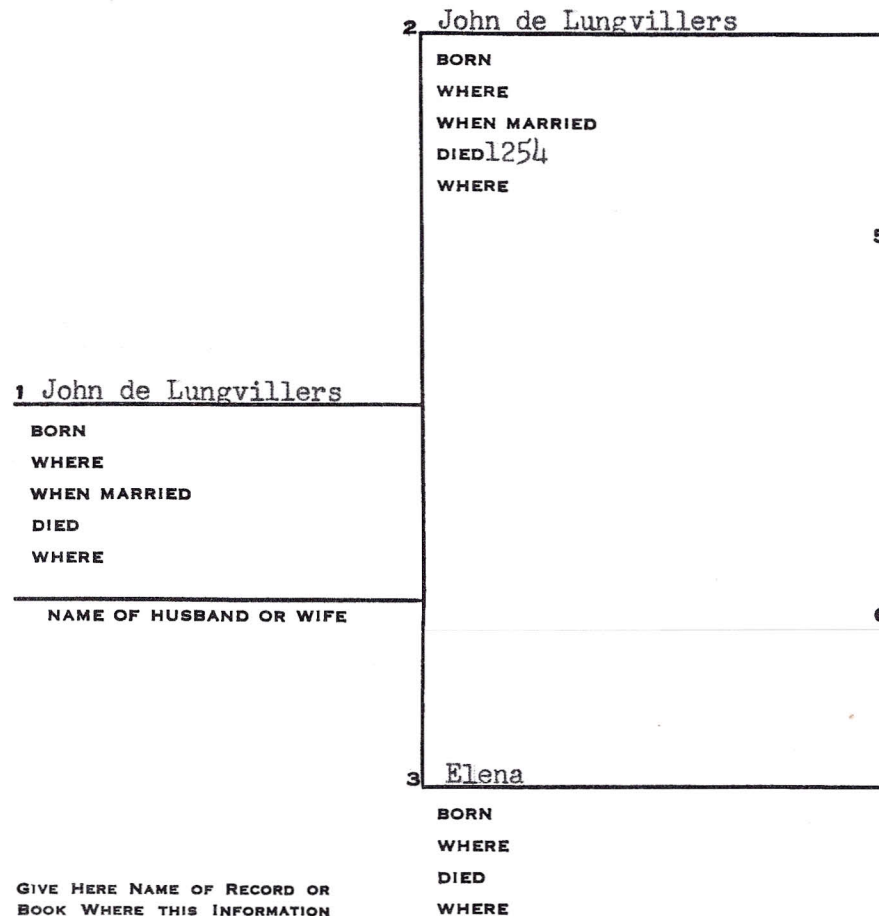 2 John de Lungvillers
BORN
WHERE
WHEN MARRIED
DIED 1254
WHERE
5
1 John de Lungvillers
BORN
WHERE
WHEN MARRIED
DIED
WHERE
NAME OF HUSBAND OR WIFE
3 Elena
BORN
WHERE
DIED
WHERE
GIVE HERE NAME OF RECORD OR
BOOK WHERE THIS INFORMATION